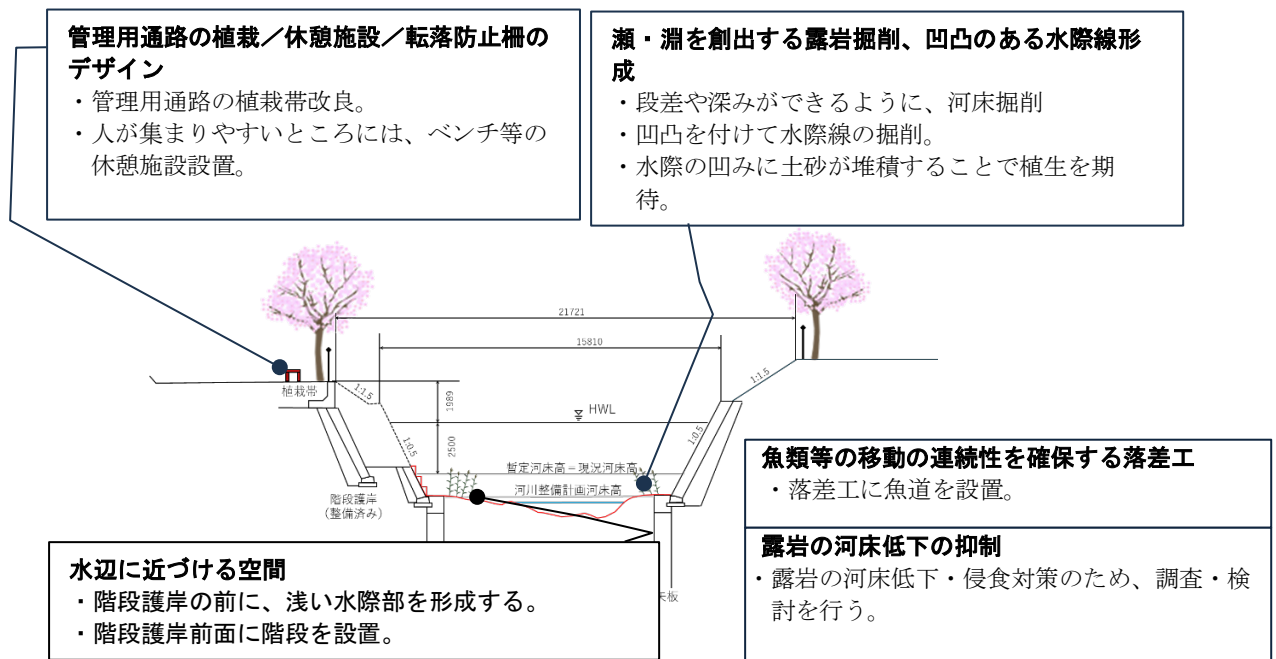 管理用通路の植栽／休憩施設／転落防止柵の
デザイン
・管理用通路の植栽帯改良。
・人が集まりやすいところには、ベンチ等の
休憩施設設置。
瀬・淵を創出する露岩掘削、凹凸のある水際線形
成
・段差や深みができるように、河床掘削
・凹凸を付けて水際線の掘削。
・水際の凹みに土砂が堆積することで植生を期
待。
21721
15810
植栽帯
1:1.5
1989
1:1.5
HWL
1:0.5
2500
1:0.5
暫定河床高＝現況河床高
河川整備計画河床高
階段護岸
(整備済み)
魚類等の移動の連続性を確保する落差工
・落差工に魚道を設置。
露岩の河床低下の抑制
・露岩の河床低下・侵食対策のため、調査・検
討を行う。
水辺に近づける空間
・階段護岸の前に、浅い水際部を形成する。
・階段護岸前面に階段を設置。
板